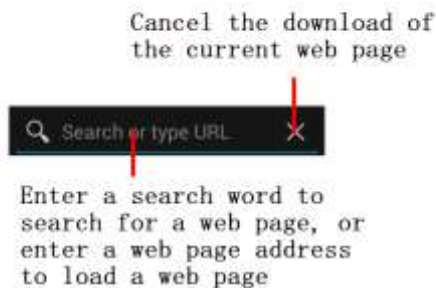 Cancel the download of
the current web page
Search or type URL
Enter a search word to
search for a web page, or
enter a web page address
to load a web page